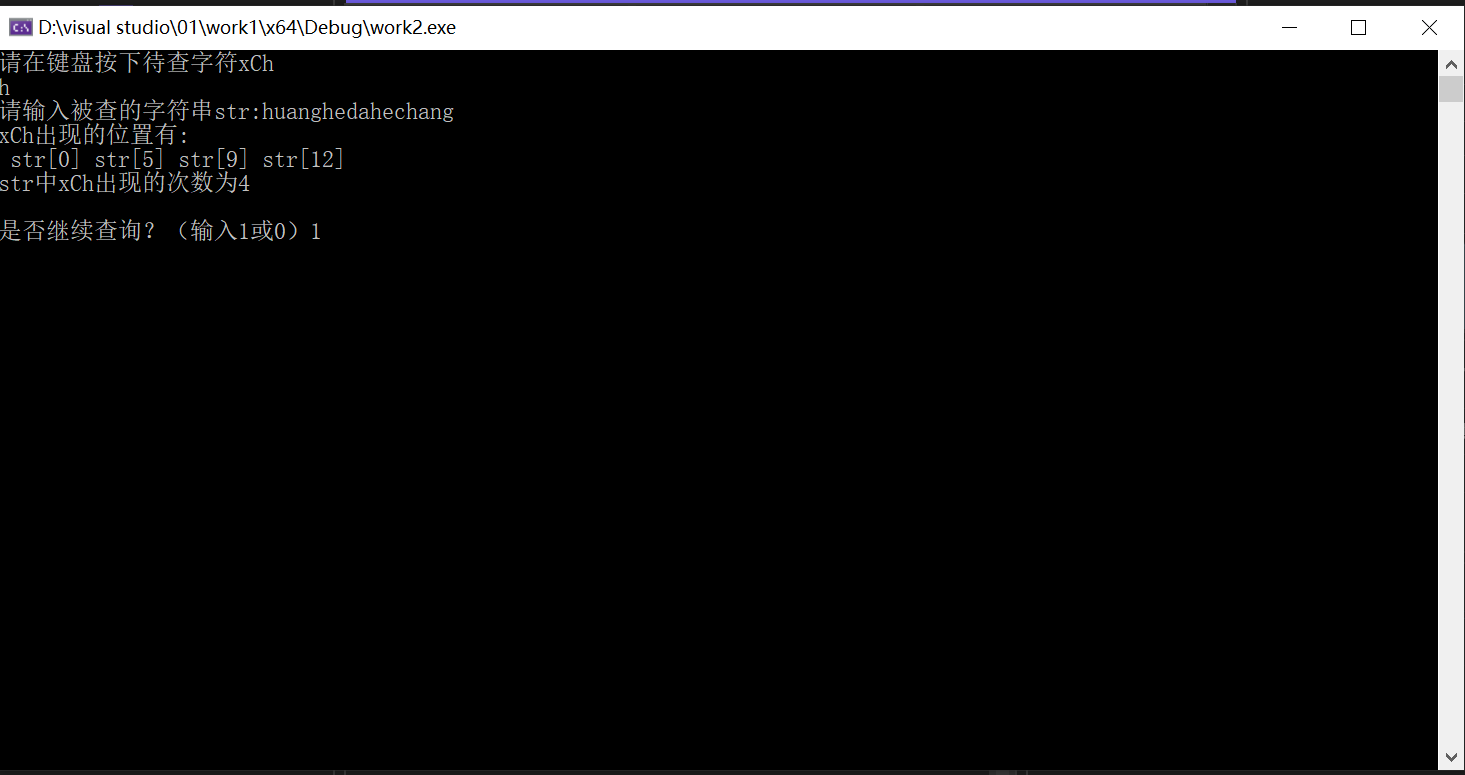 D:\visual studio\01\work1\x64\Debug\work2.exe
请在键盘按下待查字符xCh
h
请输入被查的字符串str:huanghedahechang
xCh出现的位置有:
 str[0] str[5] str[9] str[12]
str中xCh出现的次数为4
是否继续查询？（输入1或0）1